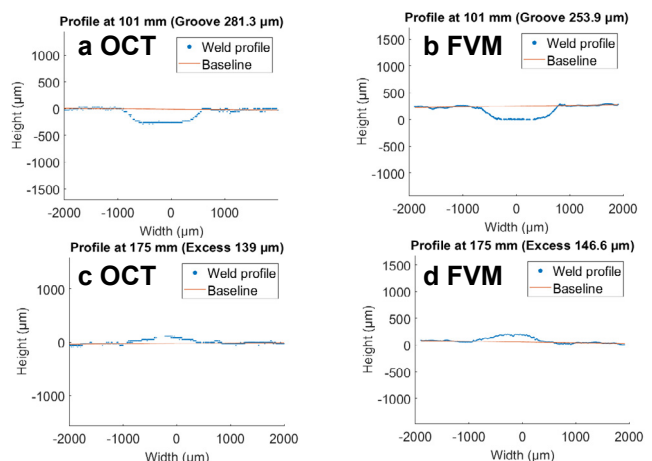 Profile at 101 mm (Groove 281.3 µm)
a OCT
Weld profile
Baseline
1000
500
0
-500
-1000
-1500
Height (µm)
-2000
-1000
0
1000
Width (µm)
Profile at 101 mm (Groove 253.9 µm)
b FVM
Weld profile
Baseline
1500
1000
500
0
-500
-1000
Height (µm)
-2000
-1000
0
1000
2000
Width (µm)
Profile at 175 mm (Excess 139 µm)
c OCT
Weld profile
Baseline
1000
0
-1000
Height (µm)
-2000
-1000
0
1000
2000
Width (µm)
Profile at 175 mm (Excess 146.6 µm)
d FVM
Weld profile
Baseline
1500
1000
500
0
-500
-1000
Height (µm)
-2000
-1000
0
1000
2000
Width (µm)